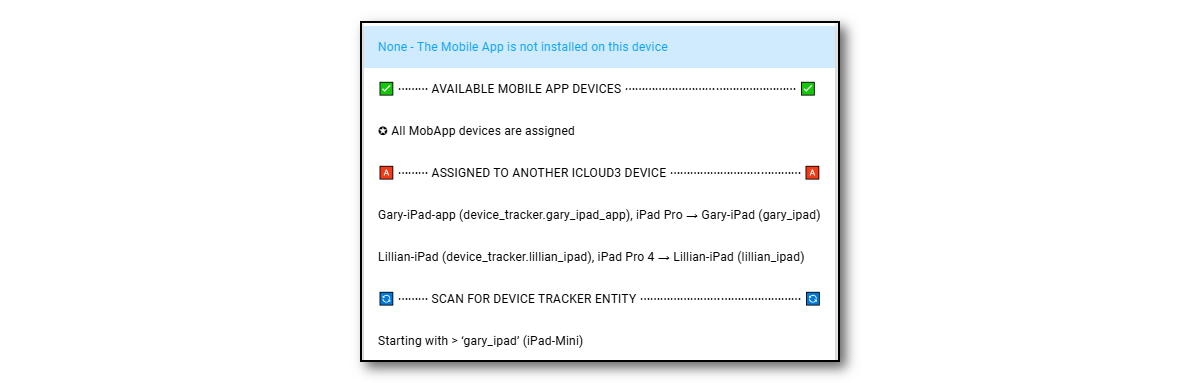 None - The Mobile App is not installed on this device
✅ ········· AVAILABLE MOBILE APP DEVICES ··················································· ✅
✪ All MobApp devices are assigned
🅰 ········· ASSIGNED TO ANOTHER ICLOUD3 DEVICE ······································· 🅰
Gary-iPad-app (device_tracker.gary_ipad_app), iPad Pro → Gary-iPad (gary_ipad)
Lillian-iPad (device_tracker.lillian_ipad), iPad Pro 4 → Lillian-iPad (lillian_ipad)
🔄 ········· SCAN FOR DEVICE TRACKER ENTITY ················································ 🔄
Starting with > ‘gary_ipad’ (iPad-Mini)